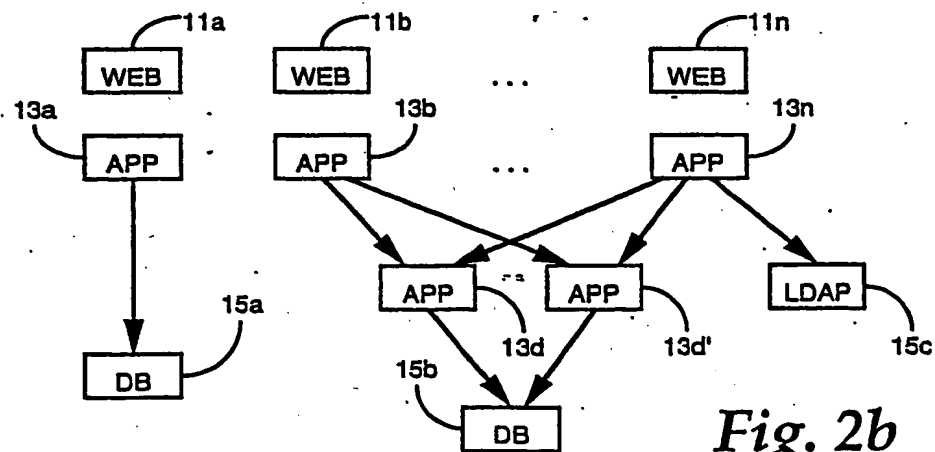 11a 11b 11n
WEB WEB ... WEB
13a 13b 13n
APP APP ... APP
APP APP LDAP
15a 13d 13d' 15c
DB 15b
DB
Fig. 2b